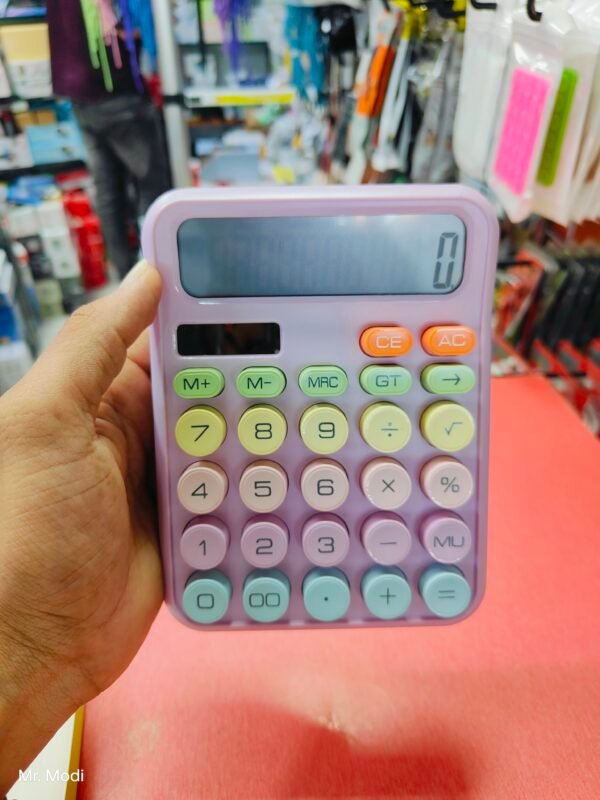 0
CE AC
M+ M- MRC GT →
7 8 9 ÷ √
4 5 6 × %
1 2 3 − MU
0 00 . + =
Mr. Modi